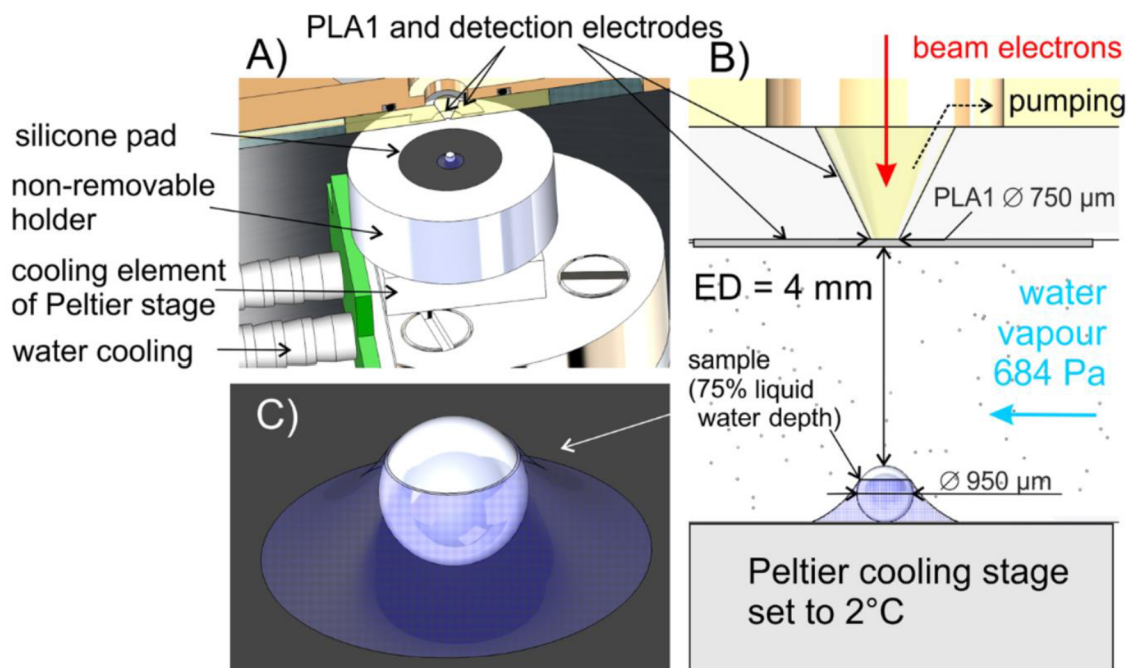 PLA1 and detection electrodes
A)
silicone pad
non-removable
holder
cooling element
of Peltier stage
water cooling
C)
B)
beam electrons
pumping
PLA1 ∅ 750 µm
ED = 4 mm
water
vapour
684 Pa
sample
(75% liquid
water depth)
∅ 950 µm
Peltier cooling stage
set to 2°C